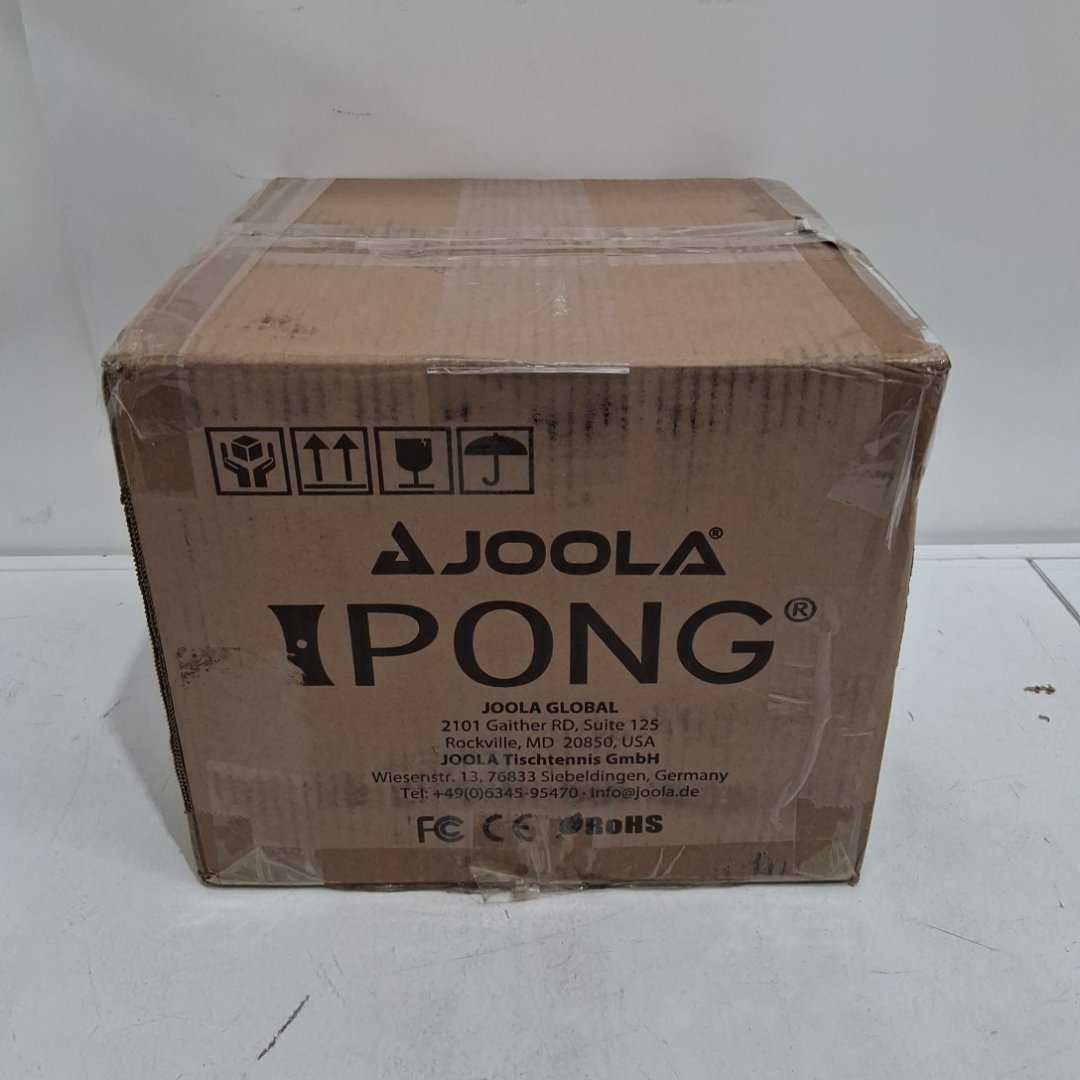 JOOLA®
iPONG®
JOOLA GLOBAL
2101 Gaither RD, Suite 125
Rockville, MD 20850, USA
JOOLA Tischtennis GmbH
Wiesenstr. 13, 76833 Siebeldingen, Germany
Tel: +49(0)6345-95470 · info@joola.de
FC CE RoHS